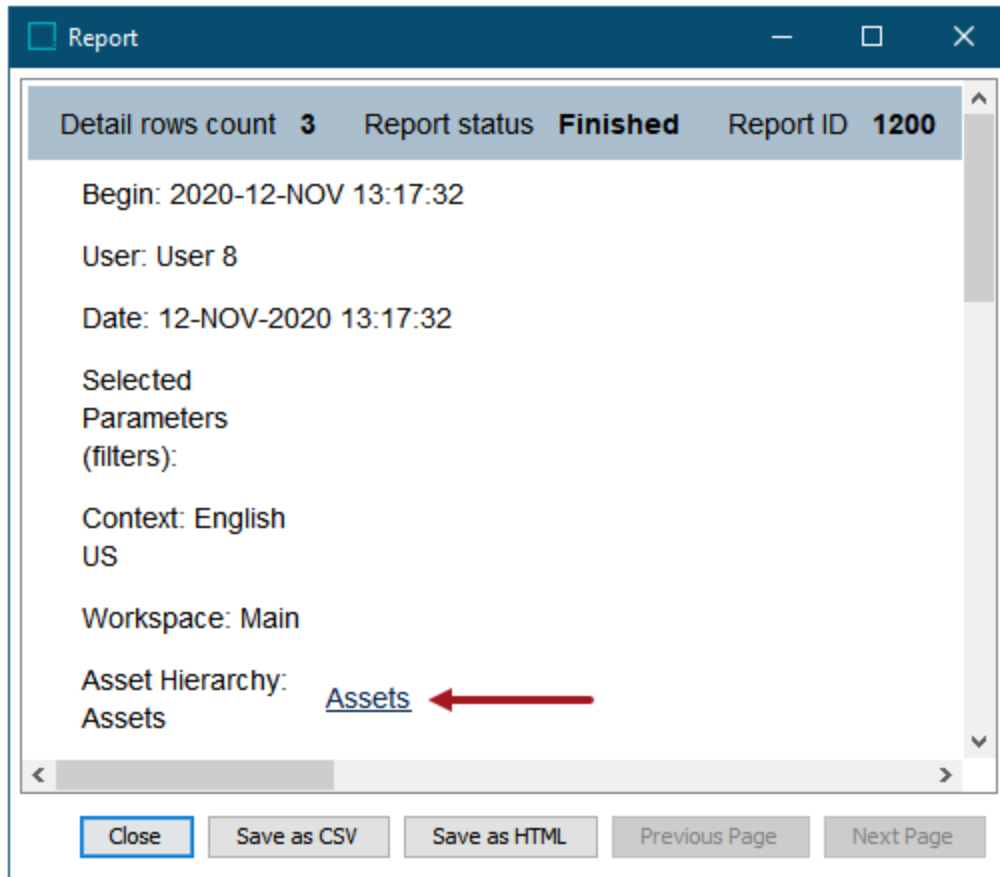 Report
Detail rows count 3 Report status Finished Report ID 1200
Begin: 2020-12-NOV 13:17:32
User: User 8
Date: 12-NOV-2020 13:17:32
Selected
Parameters
(filters):
Context: English
US
Workspace: Main
Asset Hierarchy:
Assets
Assets
Close Save as CSV Save as HTML Previous Page Next Page